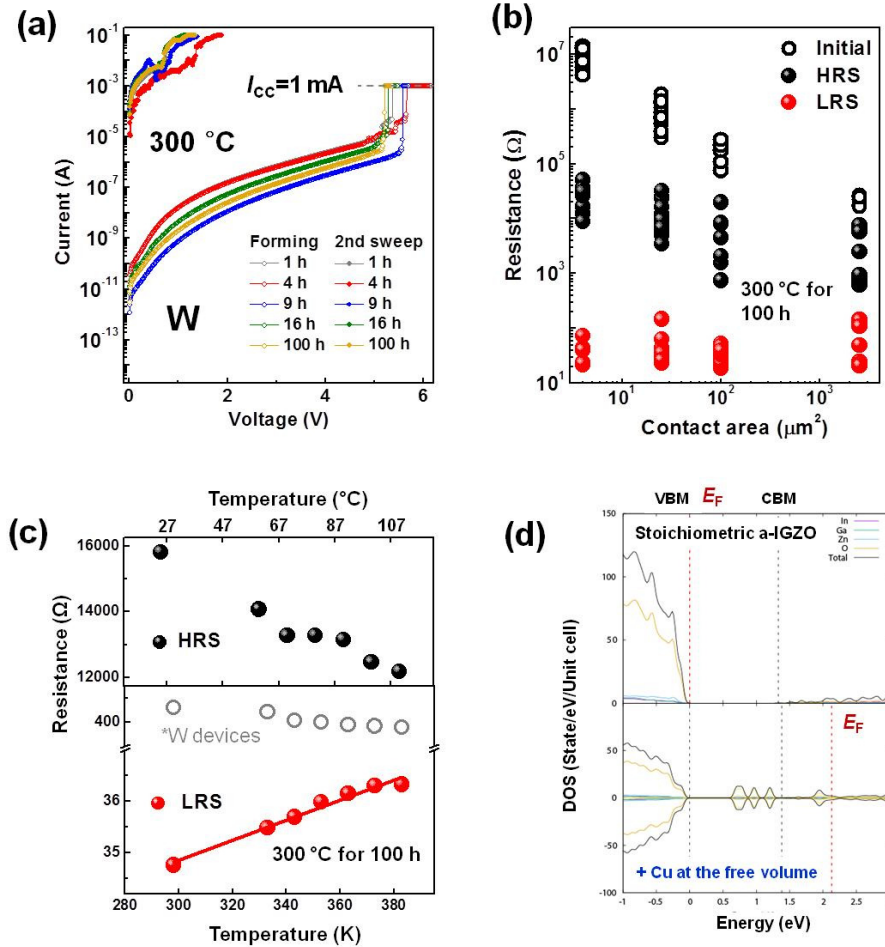 (a)
10^-1
10^-3
10^-5
10^-7
10^-9
10^-11
10^-13
Current (A)
I_CC=1 mA
300 °C
W
Forming 2nd sweep
1 h 1 h
4 h 4 h
9 h 9 h
16 h 16 h
100 h 100 h
0 2 4 6
Voltage (V)
(b)
10^7
10^5
10^3
10^1
Resistance (Ω)
Initial
HRS
LRS
300 °C for
100 h
10^1 10^2 10^3
Contact area (μm^2)
(c)
Temperature (°C)
27 47 67 87 107
16000
14000
12000
400
36
35
Resistance (Ω)
HRS
*W devices
LRS
300 °C for 100 h
280 300 320 340 360 380
Temperature (K)
(d)
VBM E_F CBM
Stoichiometric a-IGZO
In
Ga
Zn
O
Total
150
100
50
0
50
0
-50
-100
DOS (State/eV/Unit cell)
E_F
+ Cu at the free volume
-1 -0.5 0 0.5 1 1.5 2 2.5
Energy (eV)